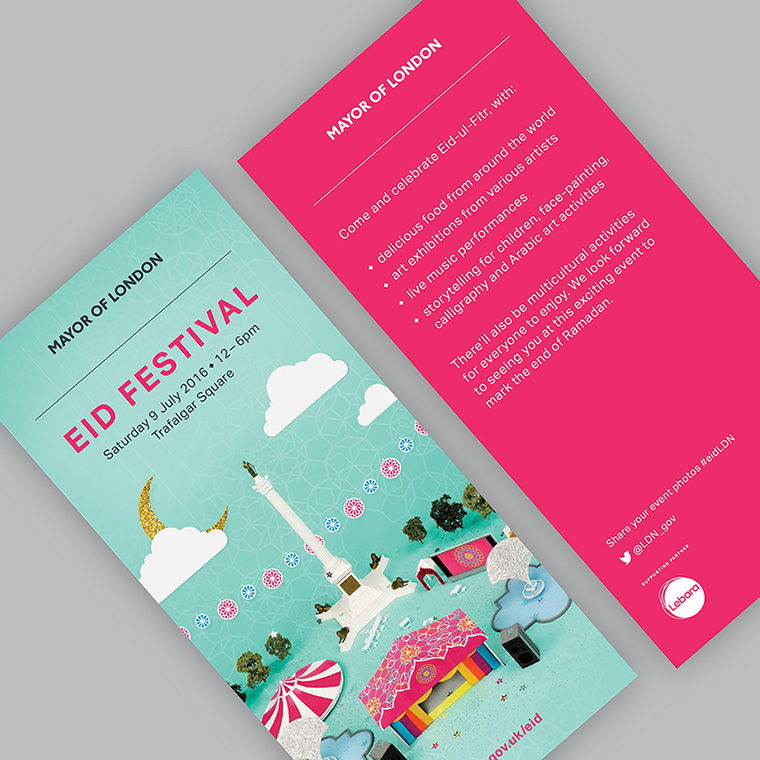 MAYOR OF LONDON
EID FESTIVAL
Saturday 9 July 2016 • 12–6pm
Trafalgar Square
gov.uk/eid
MAYOR OF LONDON
Come and celebrate Eid-ul-Fitr, with:
• delicious food from around the world
• art exhibitions from various artists
• live music performances
• storytelling for children, face-painting,
calligraphy and Arabic art activities
There'll also be multicultural activities
for everyone to enjoy. We look forward
to seeing you at this exciting event to
mark the end of Ramadan.
Share your event photos #eidLDN
@LDN_gov
SUPPORTING PARTNER
Lebara